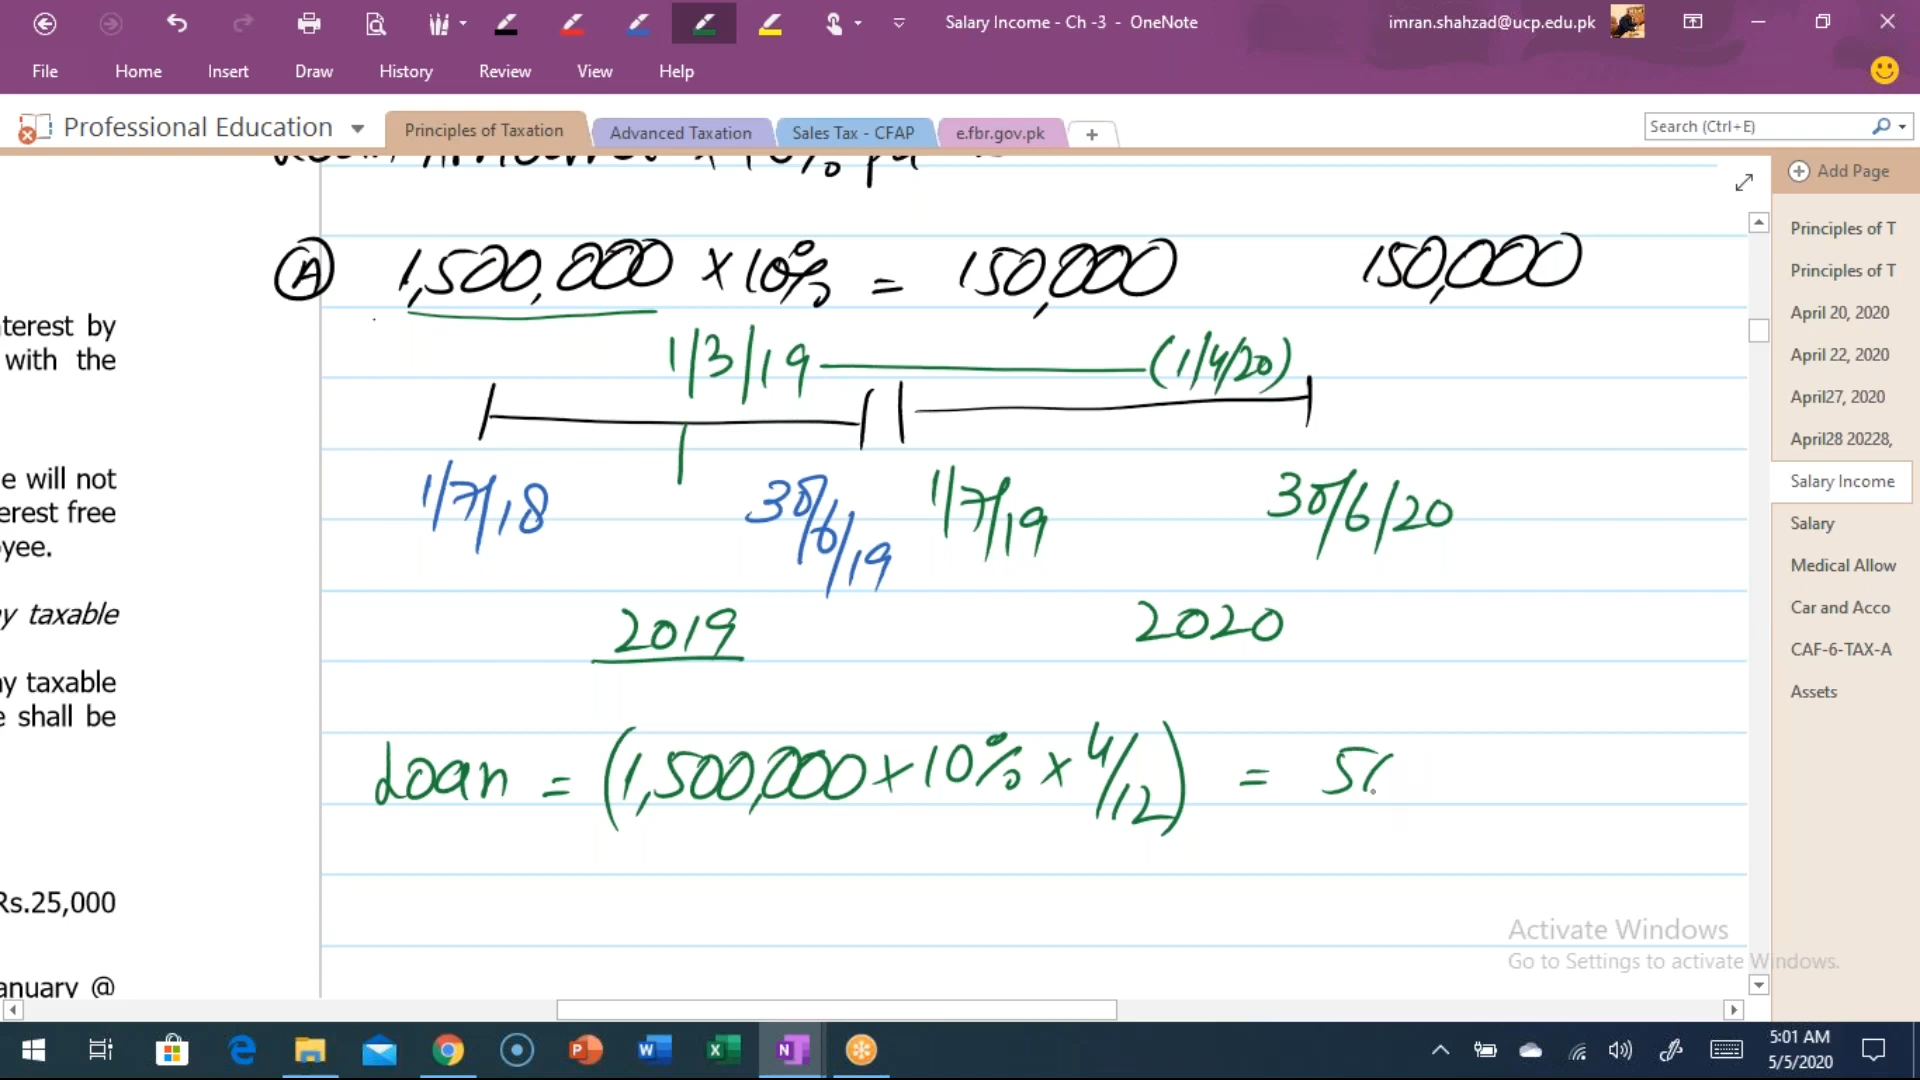 Salary Income - Ch -3 - OneNote
imran.shahzad@ucp.edu.pk
File Home Insert Draw History Review View Help
Professional Education
Principles of Taxation Advanced Taxation Sales Tax - CFAP e.fbr.gov.pk +
Search (Ctrl+E)
Add Page
Principles of T
Principles of T
April 20, 2020
April 22, 2020
April27, 2020
April28 20228,
Salary Income
Salary
Medical Allow
Car and Acco
CAF-6-TAX-A
Assets
terest by
with the
e will not
erest free
yee.
y taxable
ny taxable
e shall be
Rs.25,000
anuary @
x 10% pa
A 1,500,000 x 10% = 150,000 150,000
1/3/19 (1/4/20)
1/7/18 30/6/19 1/7/19 30/6/20
2019 2020
Loan = (1,500,000 x 10% x 4/12) = 50
Activate Windows
Go to Settings to activate Windows.
5:01 AM
5/5/2020